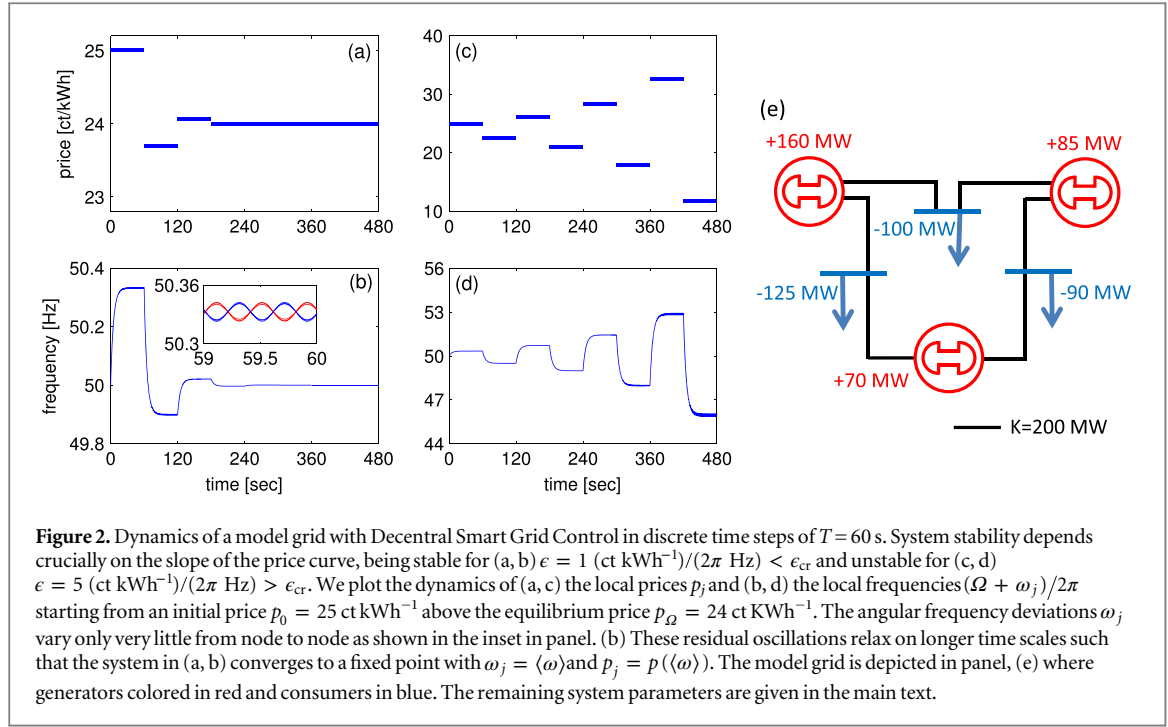 (a)
25
24
23
price [ct/kWh]
0 120 240 360 480
(c)
40
30
20
10
0 120 240 360 480
(b)
50.4
50.2
50
49.8
frequency [Hz]
50.36
50.3
59 59.5 60
0 120 240 360 480
time [sec]
(d)
56
53
50
47
44
0 120 240 360 480
time [sec]
(e)
+160 MW
+85 MW
-100 MW
-125 MW
-90 MW
+70 MW
K=200 MW
Figure 2. Dynamics of a model grid with Decentral Smart Grid Control in discrete time steps of T = 60 s. System stability depends
crucially on the slope of the price curve, being stable for (a, b) ϵ = 1 (ct kWh⁻¹)/(2π Hz) < ϵcr and unstable for (c, d)
ϵ = 5 (ct kWh⁻¹)/(2π Hz) > ϵcr. We plot the dynamics of (a, c) the local prices pj and (b, d) the local frequencies (Ω + ωj)/2π
starting from an initial price p0 = 25 ct kWh⁻¹ above the equilibrium price pΩ = 24 ct KWh⁻¹. The angular frequency deviations ωj
vary only very little from node to node as shown in the inset in panel. (b) These residual oscillations relax on longer time scales such
that the system in (a, b) converges to a fixed point with ωj = ⟨ω⟩and pj = p(⟨ω⟩). The model grid is depicted in panel, (e) where
generators colored in red and consumers in blue. The remaining system parameters are given in the main text.